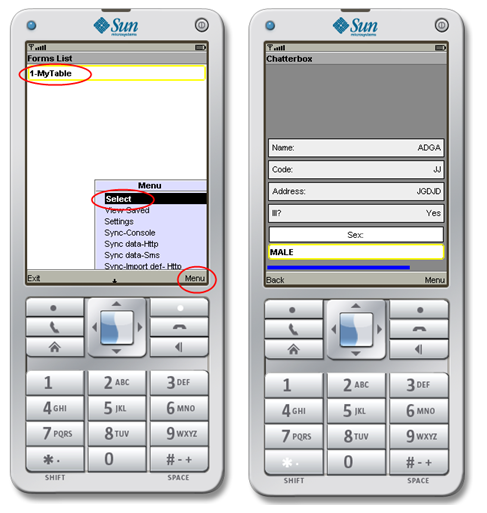 Sun
microsystems
Forms List
1-MyTable
Menu
Select
View Saved
Settings
Sync-Console
Sync data-Http
Sync data-Sms
Sync-Import def- Http
Exit
Menu
1
2 ABC
3 DEF
4 GHI
5 JKL
6 MNO
7 PQRS
8 TUV
9 WXYZ
* .
0
# - +
SHIFT
SPACE
Sun
microsystems
Chatterbox
Name: ADGA
Code: JJ
Address: JGDJD
Ill? Yes
Sex:
MALE
Back
Menu
1
2 ABC
3 DEF
4 GHI
5 JKL
6 MNO
7 PQRS
8 TUV
9 WXYZ
* .
0
# - +
SHIFT
SPACE